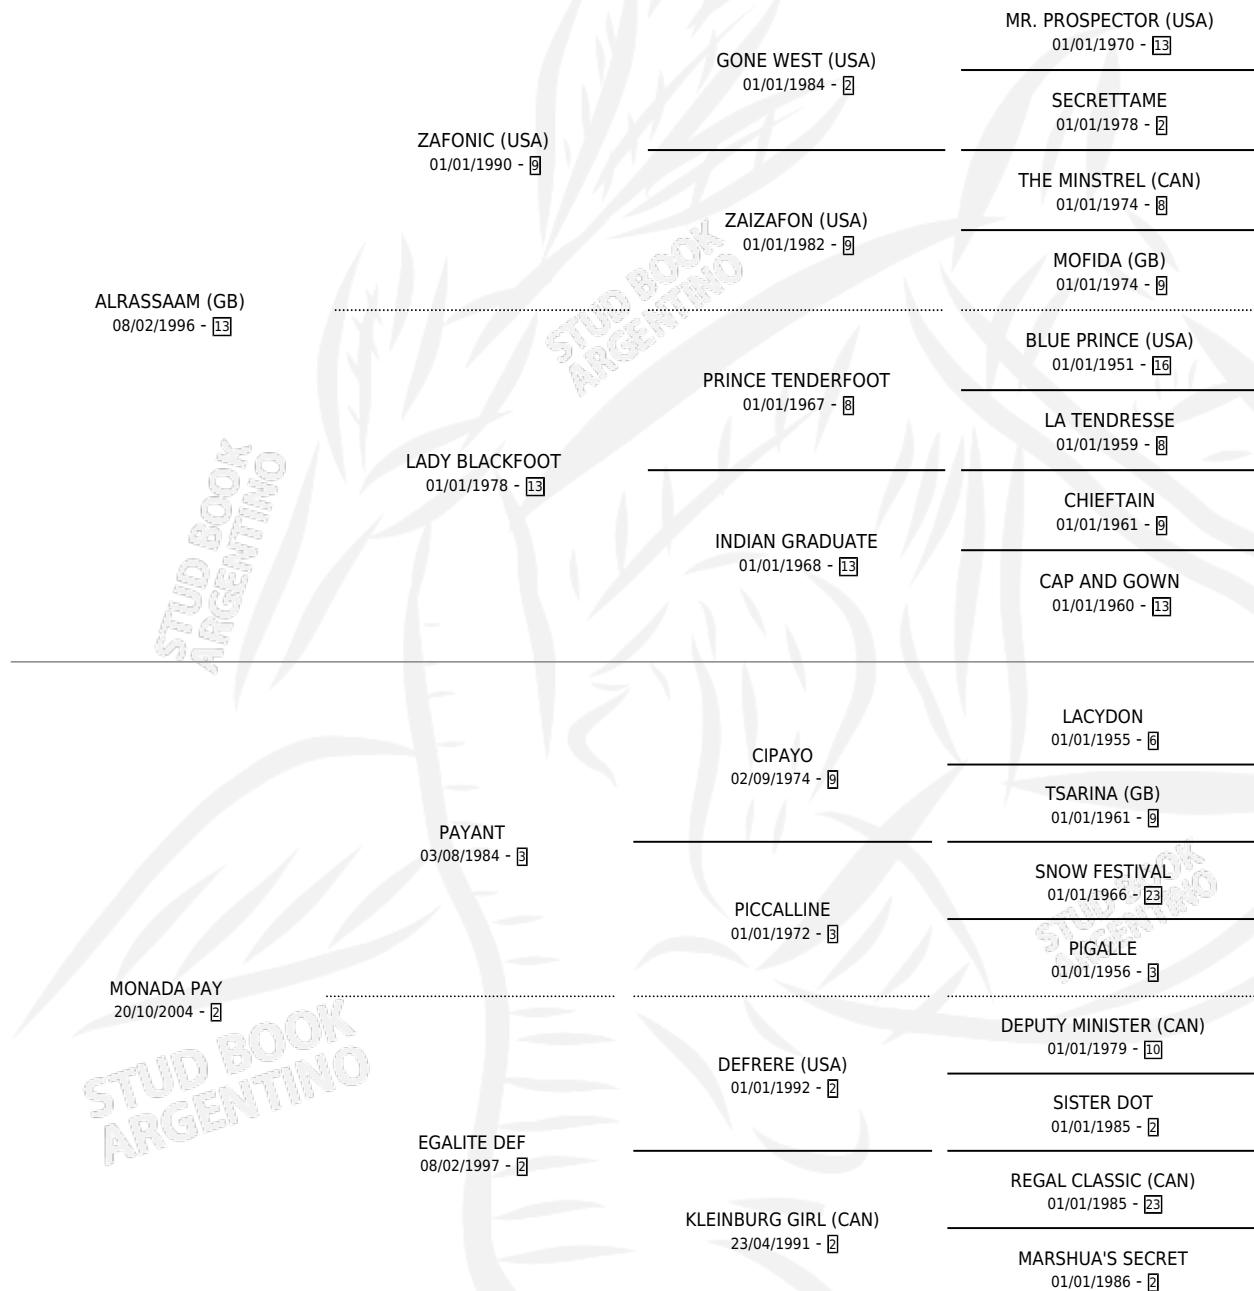 MR. PROSPECTOR (USA)
01/01/1970 - 13
GONE WEST (USA)
01/01/1984 - 2
SECRETTAME
01/01/1978 - 2
ZAFONIC (USA)
01/01/1990 - 9
THE MINSTREL (CAN)
01/01/1974 - 8
ZAIZAFON (USA)
01/01/1982 - 9
MOFIDA (GB)
01/01/1974 - 9
ALRASSAAM (GB)
08/02/1996 - 13
BLUE PRINCE (USA)
01/01/1951 - 16
PRINCE TENDERFOOT
01/01/1967 - 8
LA TENDRESSE
01/01/1959 - 8
LADY BLACKFOOT
01/01/1978 - 13
CHIEFTAIN
01/01/1961 - 9
INDIAN GRADUATE
01/01/1968 - 13
CAP AND GOWN
01/01/1960 - 13
LACYDON
01/01/1955 - 6
CIPAYO
02/09/1974 - 9
TSARINA (GB)
01/01/1961 - 9
PAYANT
03/08/1984 - 3
SNOW FESTIVAL
01/01/1966 - 23
PICCALLINE
01/01/1972 - 3
PIGALLE
01/01/1956 - 3
MONADA PAY
20/10/2004 - 2
DEPUTY MINISTER (CAN)
01/01/1979 - 10
DEFRERE (USA)
01/01/1992 - 2
SISTER DOT
01/01/1985 - 2
EGALITE DEF
08/02/1997 - 2
REGAL CLASSIC (CAN)
01/01/1985 - 23
KLEINBURG GIRL (CAN)
23/04/1991 - 2
MARSHUA'S SECRET
01/01/1986 - 2
STUD BOOK
ARGENTINO
STUD BOOK
ARGENTINO
STUD BOOK
ARGENTINO
STUD BOOK
ARGENTINO